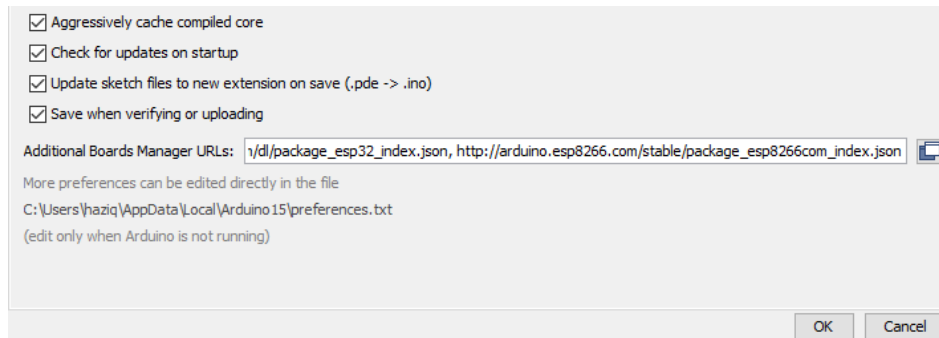 Aggressively cache compiled core
Check for updates on startup
Update sketch files to new extension on save (.pde -> .ino)
Save when verifying or uploading
Additional Boards Manager URLs: /dl/package_esp32_index.json, http://arduino.esp8266.com/stable/package_esp8266com_index.json
More preferences can be edited directly in the file
C:\Users\haziq\AppData\Local\Arduino15\preferences.txt
(edit only when Arduino is not running)
OK Cancel